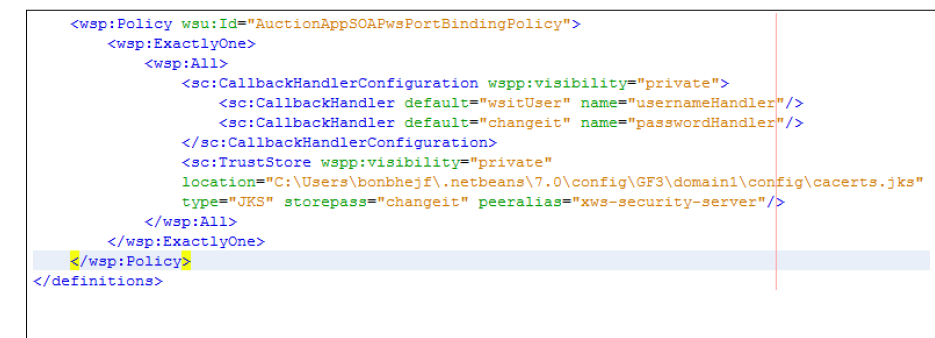 <wsp:Policy wsu:Id="AuctionAppSOAPwsPortBindingPolicy">
<wsp:ExactlyOne>
<wsp:All>
<sc:CallbackHandlerConfiguration wspp:visibility="private">
<sc:CallbackHandler default="wsitUser" name="usernameHandler"/>
<sc:CallbackHandler default="changeit" name="passwordHandler"/>
</sc:CallbackHandlerConfiguration>
<sc:TrustStore wspp:visibility="private"
location="C:\Users\bonbhejf\.netbeans\7.0\config\GF3\domain1\config\cacerts.jks"
type="JKS" storepass="changeit" peeralias="xws-security-server"/>
</wsp:All>
</wsp:ExactlyOne>
</wsp:Policy>
</definitions>